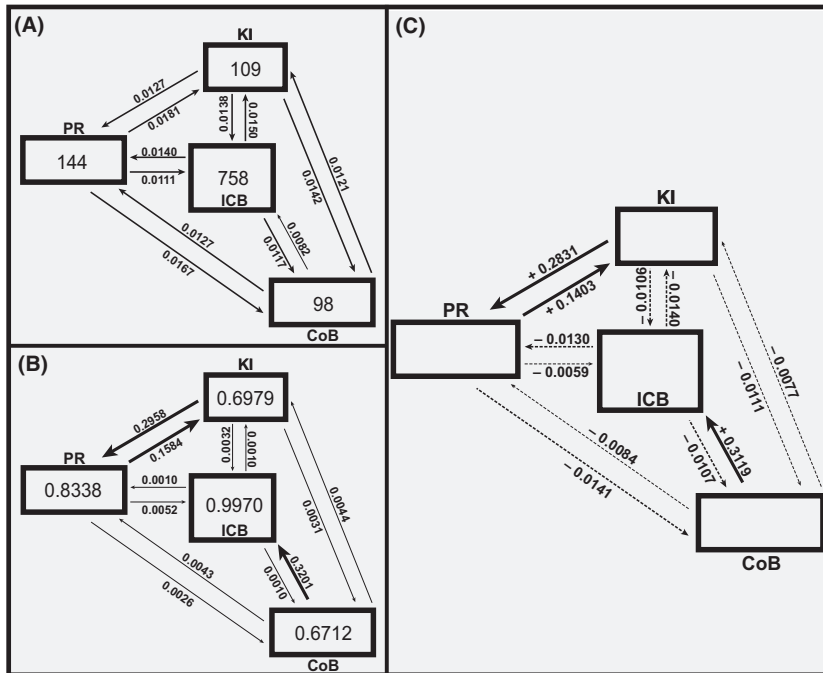 (A)
KI
109
0.0127
0.0181
0.0138
0.0150
PR
144
0.0140
0.0111
758
ICB
0.0121
0.0142
0.0127
0.0167
0.0082
0.0117
98
CoB
(B)
KI
0.6979
0.2958
0.1584
0.0032
0.0010
PR
0.8338
0.0010
0.0052
0.9970
ICB
0.0044
0.0031
0.0043
0.0026
0.3201
0.0010
0.6712
CoB
(C)
KI
+ 0.2831
+ 0.1403
– 0.0106
– 0.0140
PR
– 0.0130
– 0.0059
ICB
– 0.0077
– 0.0111
– 0.0084
– 0.0141
+ 0.3119
– 0.0107
CoB